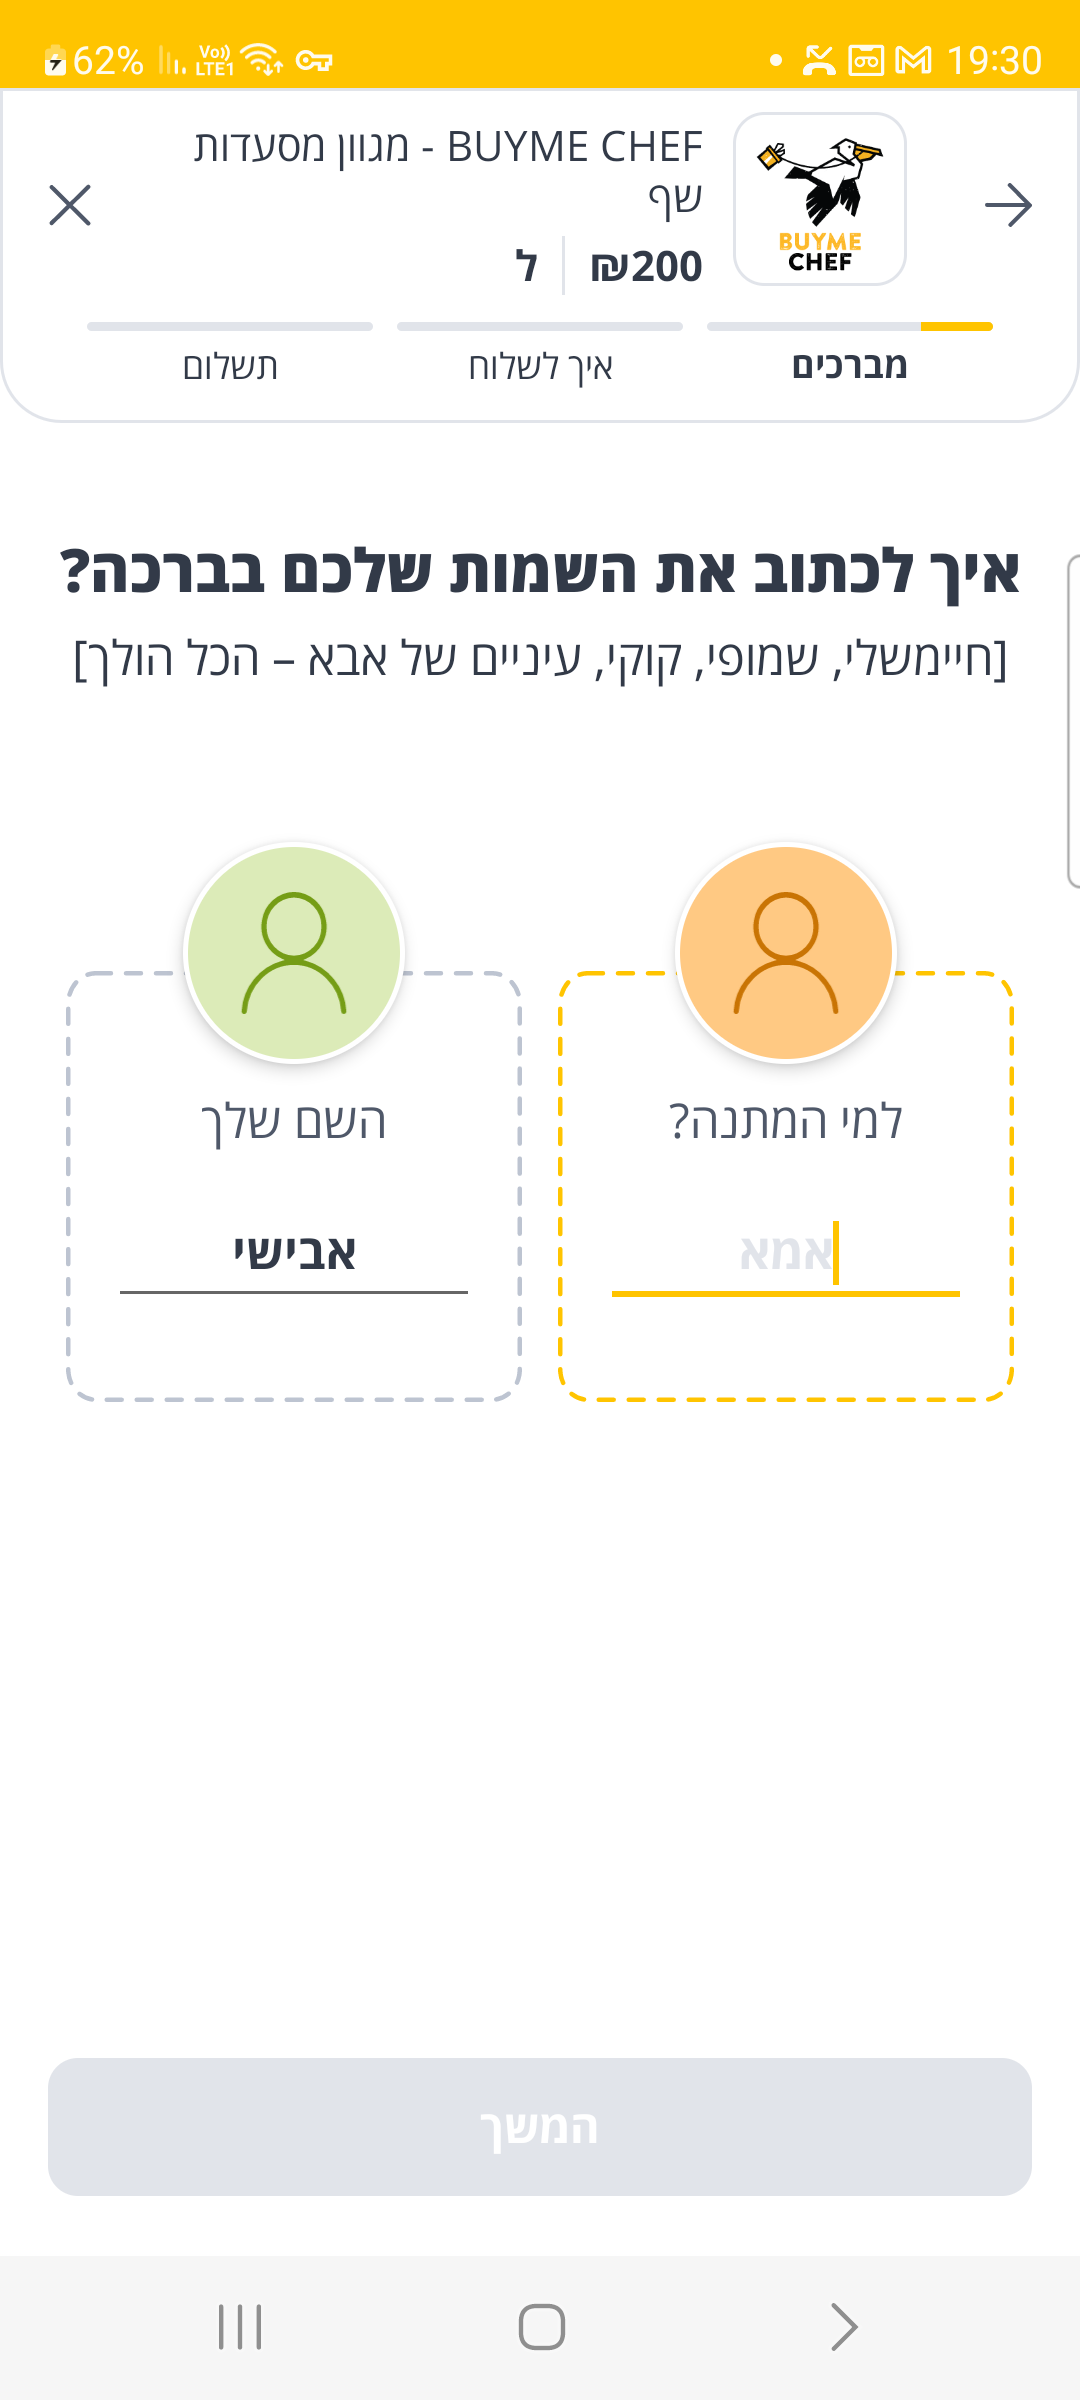 62% Vo)) LTE1 19:30
BUYME CHEF - מגוון מסעדות
שף
₪200 | ל
BUYME
CHEF
מברכים
איך לשלוח
תשלום
איך לכתוב את השמות שלכם בברכה?
[חיימשלי, שמופי, קוקי, עיניים של אבא – הכל הולך]
למי המתנה?
אמא
השם שלך
אבישי
המשך